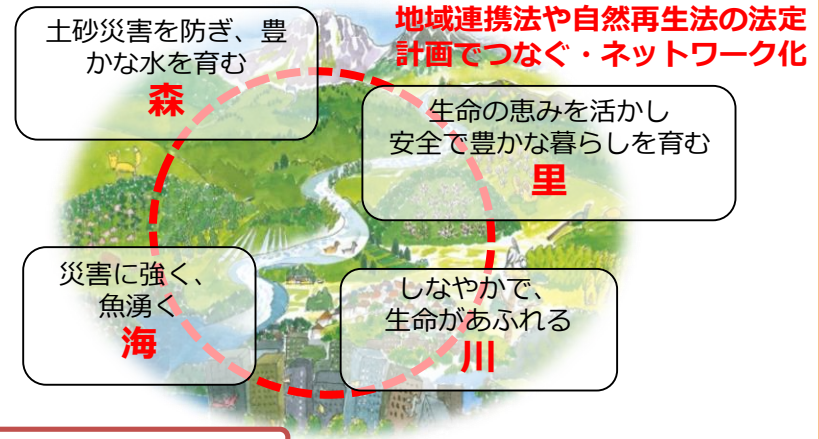 地域連携法や自然再生法の法定
計画でつなぐ・ネットワーク化
土砂災害を防ぎ、豊
かな水を育む
森
生命の恵みを活かし
安全で豊かな暮らしを育む
里
災害に強く、
魚湧く
海
しなやかで、
生命があふれる
川